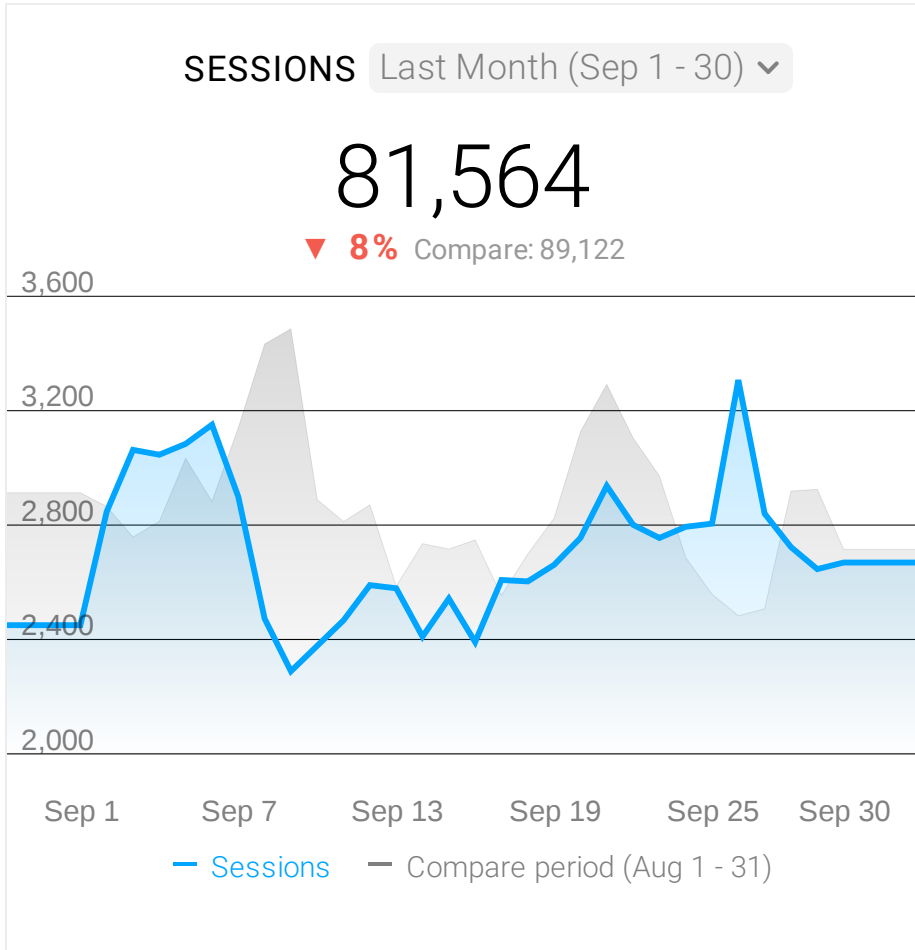 SESSIONS Last Month (Sep 1 - 30)
81,564
▼ 8% Compare: 89,122
3,600
3,200
2,800
2,400
2,000
Sep 1 Sep 7 Sep 13 Sep 19 Sep 25 Sep 30
Sessions Compare period (Aug 1 - 31)